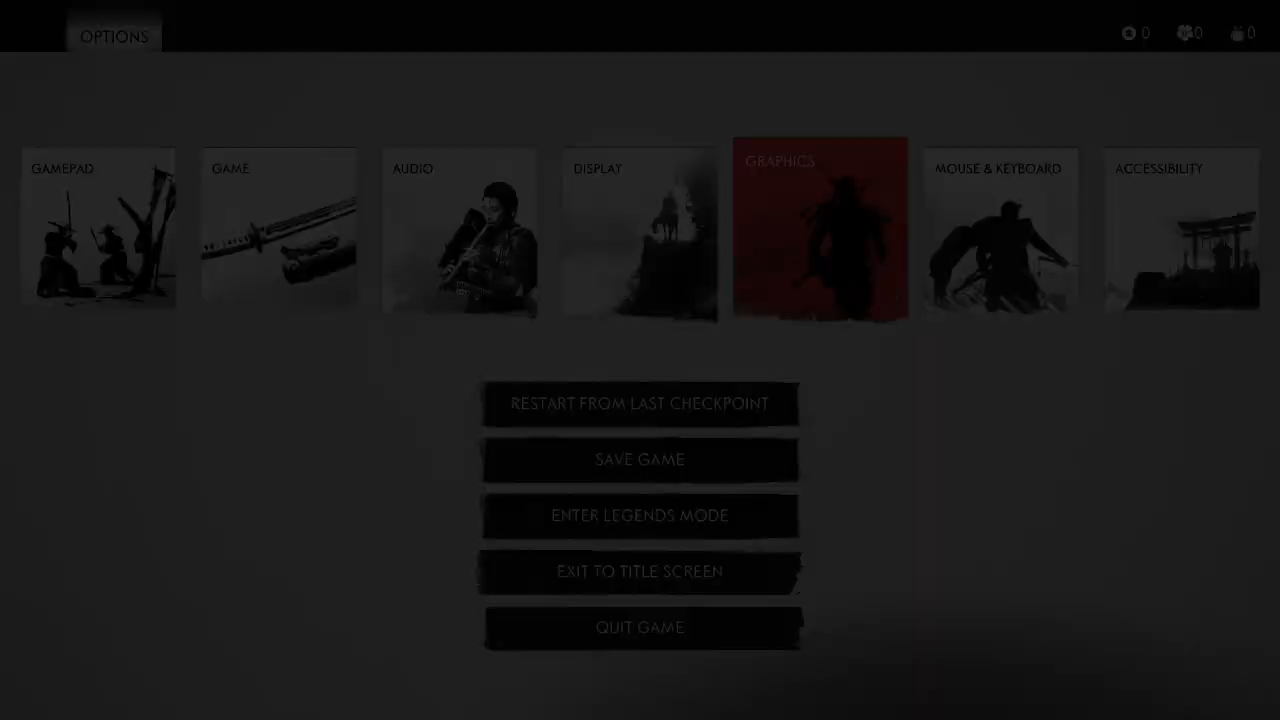 OPTIONS
0 0 0
GAMEPAD
GAME
AUDIO
DISPLAY
GRAPHICS
MOUSE & KEYBOARD
ACCESSIBILITY
RESTART FROM LAST CHECKPOINT
SAVE GAME
ENTER LEGENDS MODE
EXIT TO TITLE SCREEN
QUIT GAME